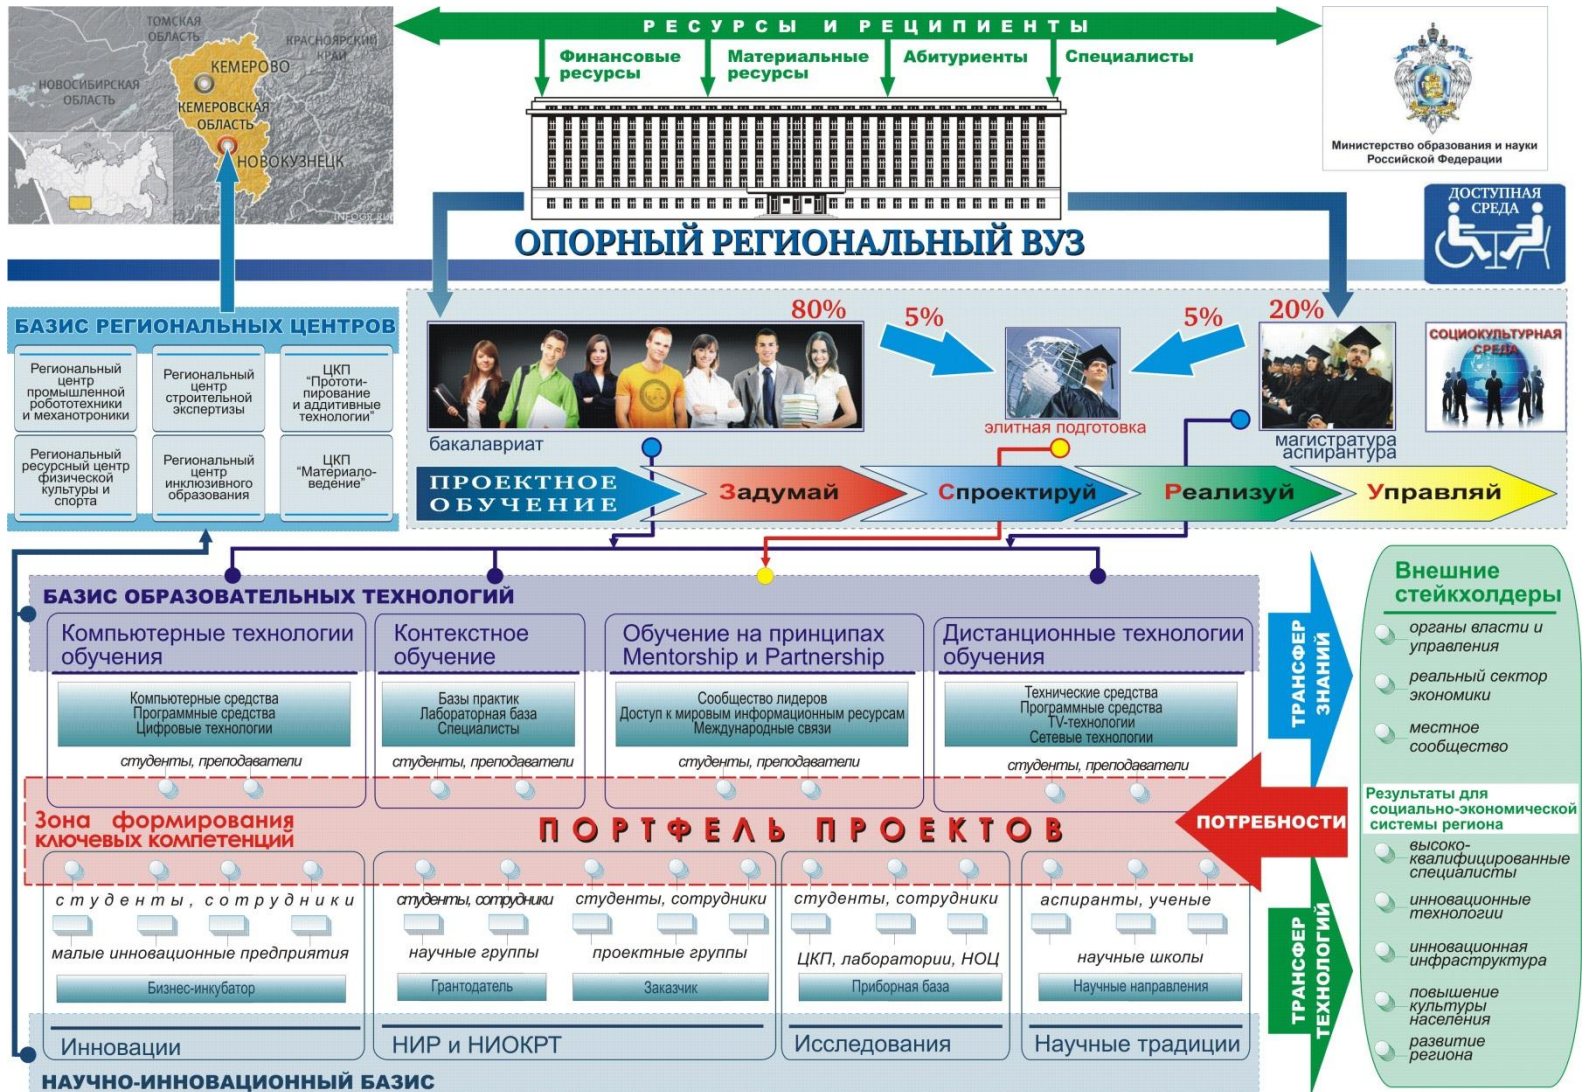 ТОМСКАЯ
ОБЛАСТЬ
КРАСНОЯРСКИЙ
КРАЙ
КЕМЕРОВО
НОВОСИБИРСКАЯ
ОБЛАСТЬ
КЕМЕРОВСКАЯ
ОБЛАСТЬ
НОВОКУЗНЕЦК
INFOGR.RU
РЕСУРСЫ И РЕЦИПИЕНТЫ
Финансовые
ресурсы
Материальные
ресурсы
Абитуриенты
Специалисты
Министерство образования и науки
Российской Федерации
ОПОРНЫЙ РЕГИОНАЛЬНЫЙ ВУЗ
ДОСТУПНАЯ
СРЕДА
БАЗИС РЕГИОНАЛЬНЫХ ЦЕНТРОВ
Региональный
центр
промышленной
робототехники
и мехатроники
Региональный
центр
строительной
экспертизы
ЦКП
"Прототи-
пирование
и аддитивные
технологии"
Региональный
ресурсный центр
физической
культуры и
спорта
Региональный
центр
инклюзивного
образования
ЦКП
"Материало-
ведение"
80%
5%
5%
20%
СОЦИОКУЛЬТУРНАЯ
СРЕДА
бакалавриат
элитная подготовка
магистратура
аспирантура
ПРОЕКТНОЕ
ОБУЧЕНИЕ
Задумай
Спроектируй
Реализуй
Управляй
БАЗИС ОБРАЗОВАТЕЛЬНЫХ ТЕХНОЛОГИЙ
Компьютерные технологии
обучения
Компьютерные средства
Программные средства
Цифровые технологии
студенты, преподаватели
Контекстное
обучение
Базы практик
Лабораторная база
Специалисты
студенты, преподаватели
Обучение на принципах
Mentorship и Partnership
Сообщество лидеров
Доступ к мировым информационным ресурсам
Международные связи
студенты, преподаватели
Дистанционные технологии
обучения
Технические средства
Программные средства
TV-технологии
Сетевые технологии
студенты, преподаватели
Зона формирования
ключевых компетенций
ПОРТФЕЛЬ ПРОЕКТОВ
студенты, сотрудники
малые инновационные предприятия
Бизнес-инкубатор
Инновации
студенты, сотрудники
научные группы
Грантодатель
студенты, сотрудники
проектные группы
Заказчик
НИР и НИОКРТ
студенты, сотрудники
ЦКП, лаборатории, НОЦ
Приборная база
Исследования
аспиранты, ученые
научные школы
Научные направления
Научные традиции
НАУЧНО-ИННОВАЦИОННЫЙ БАЗИС
ТРАНСФЕР
ЗНАНИЙ
ПОТРЕБНОСТИ
ТРАНСФЕР
ТЕХНОЛОГИЙ
Внешние
стейкхолдеры
органы власти и
управления
реальный сектор
экономики
местное
сообщество
Результаты для
социально-экономической
системы региона
высоко-
квалифицированные
специалисты
инновационные
технологии
инновационная
инфраструктура
повышение
культуры
населения
развитие
региона